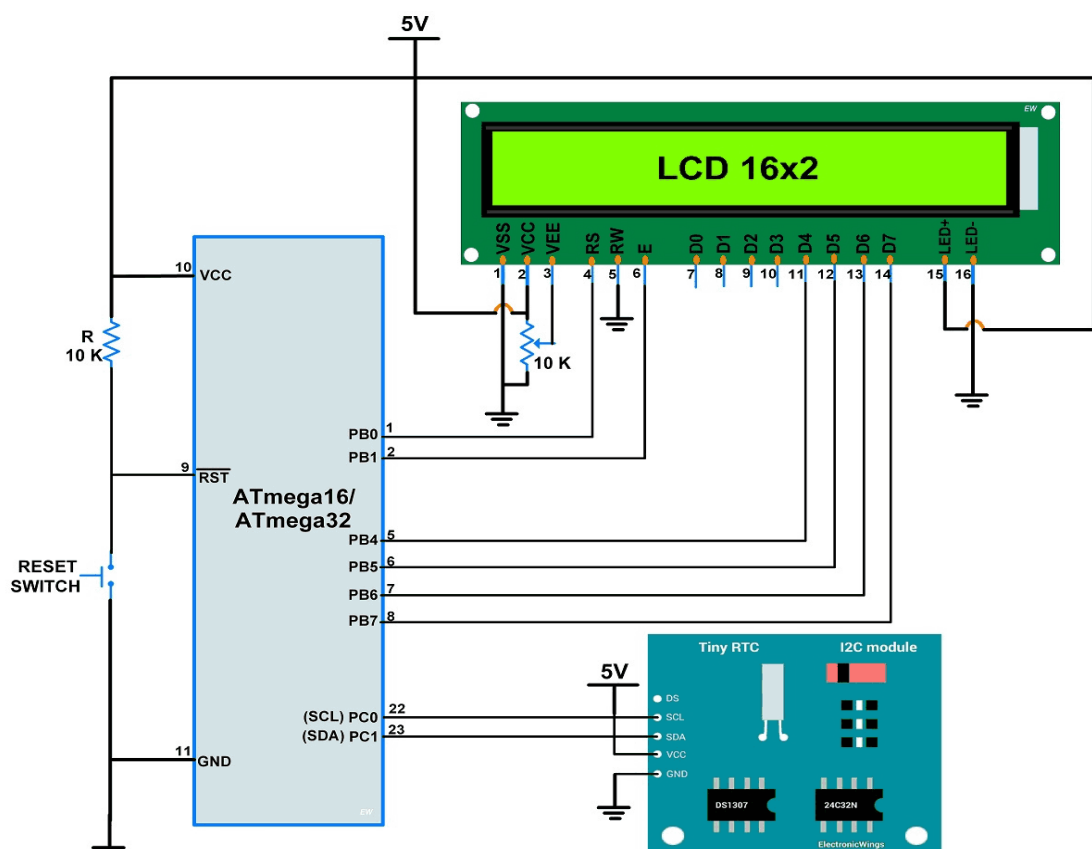 5V
EW
LCD 16x2
VSS VCC VEE RS RW E D0 D1 D2 D3 D4 D5 D6 D7 LED+ LED-
1 2 3 4 5 6 7 8 9 10 11 12 13 14 15 16
10 VCC
R
10 K
10 K
PB0 1
PB1 2
9 RST
ATmega16/
ATmega32
PB4 5
PB5 6
PB6 7
PB7 8
RESET
SWITCH
Tiny RTC I2C module
5V
DS
(SCL) PC0 22 SCL
(SDA) PC1 23 SDA
VCC
11 GND
GND
DS1307 24C32N
EW
ElectronicWings